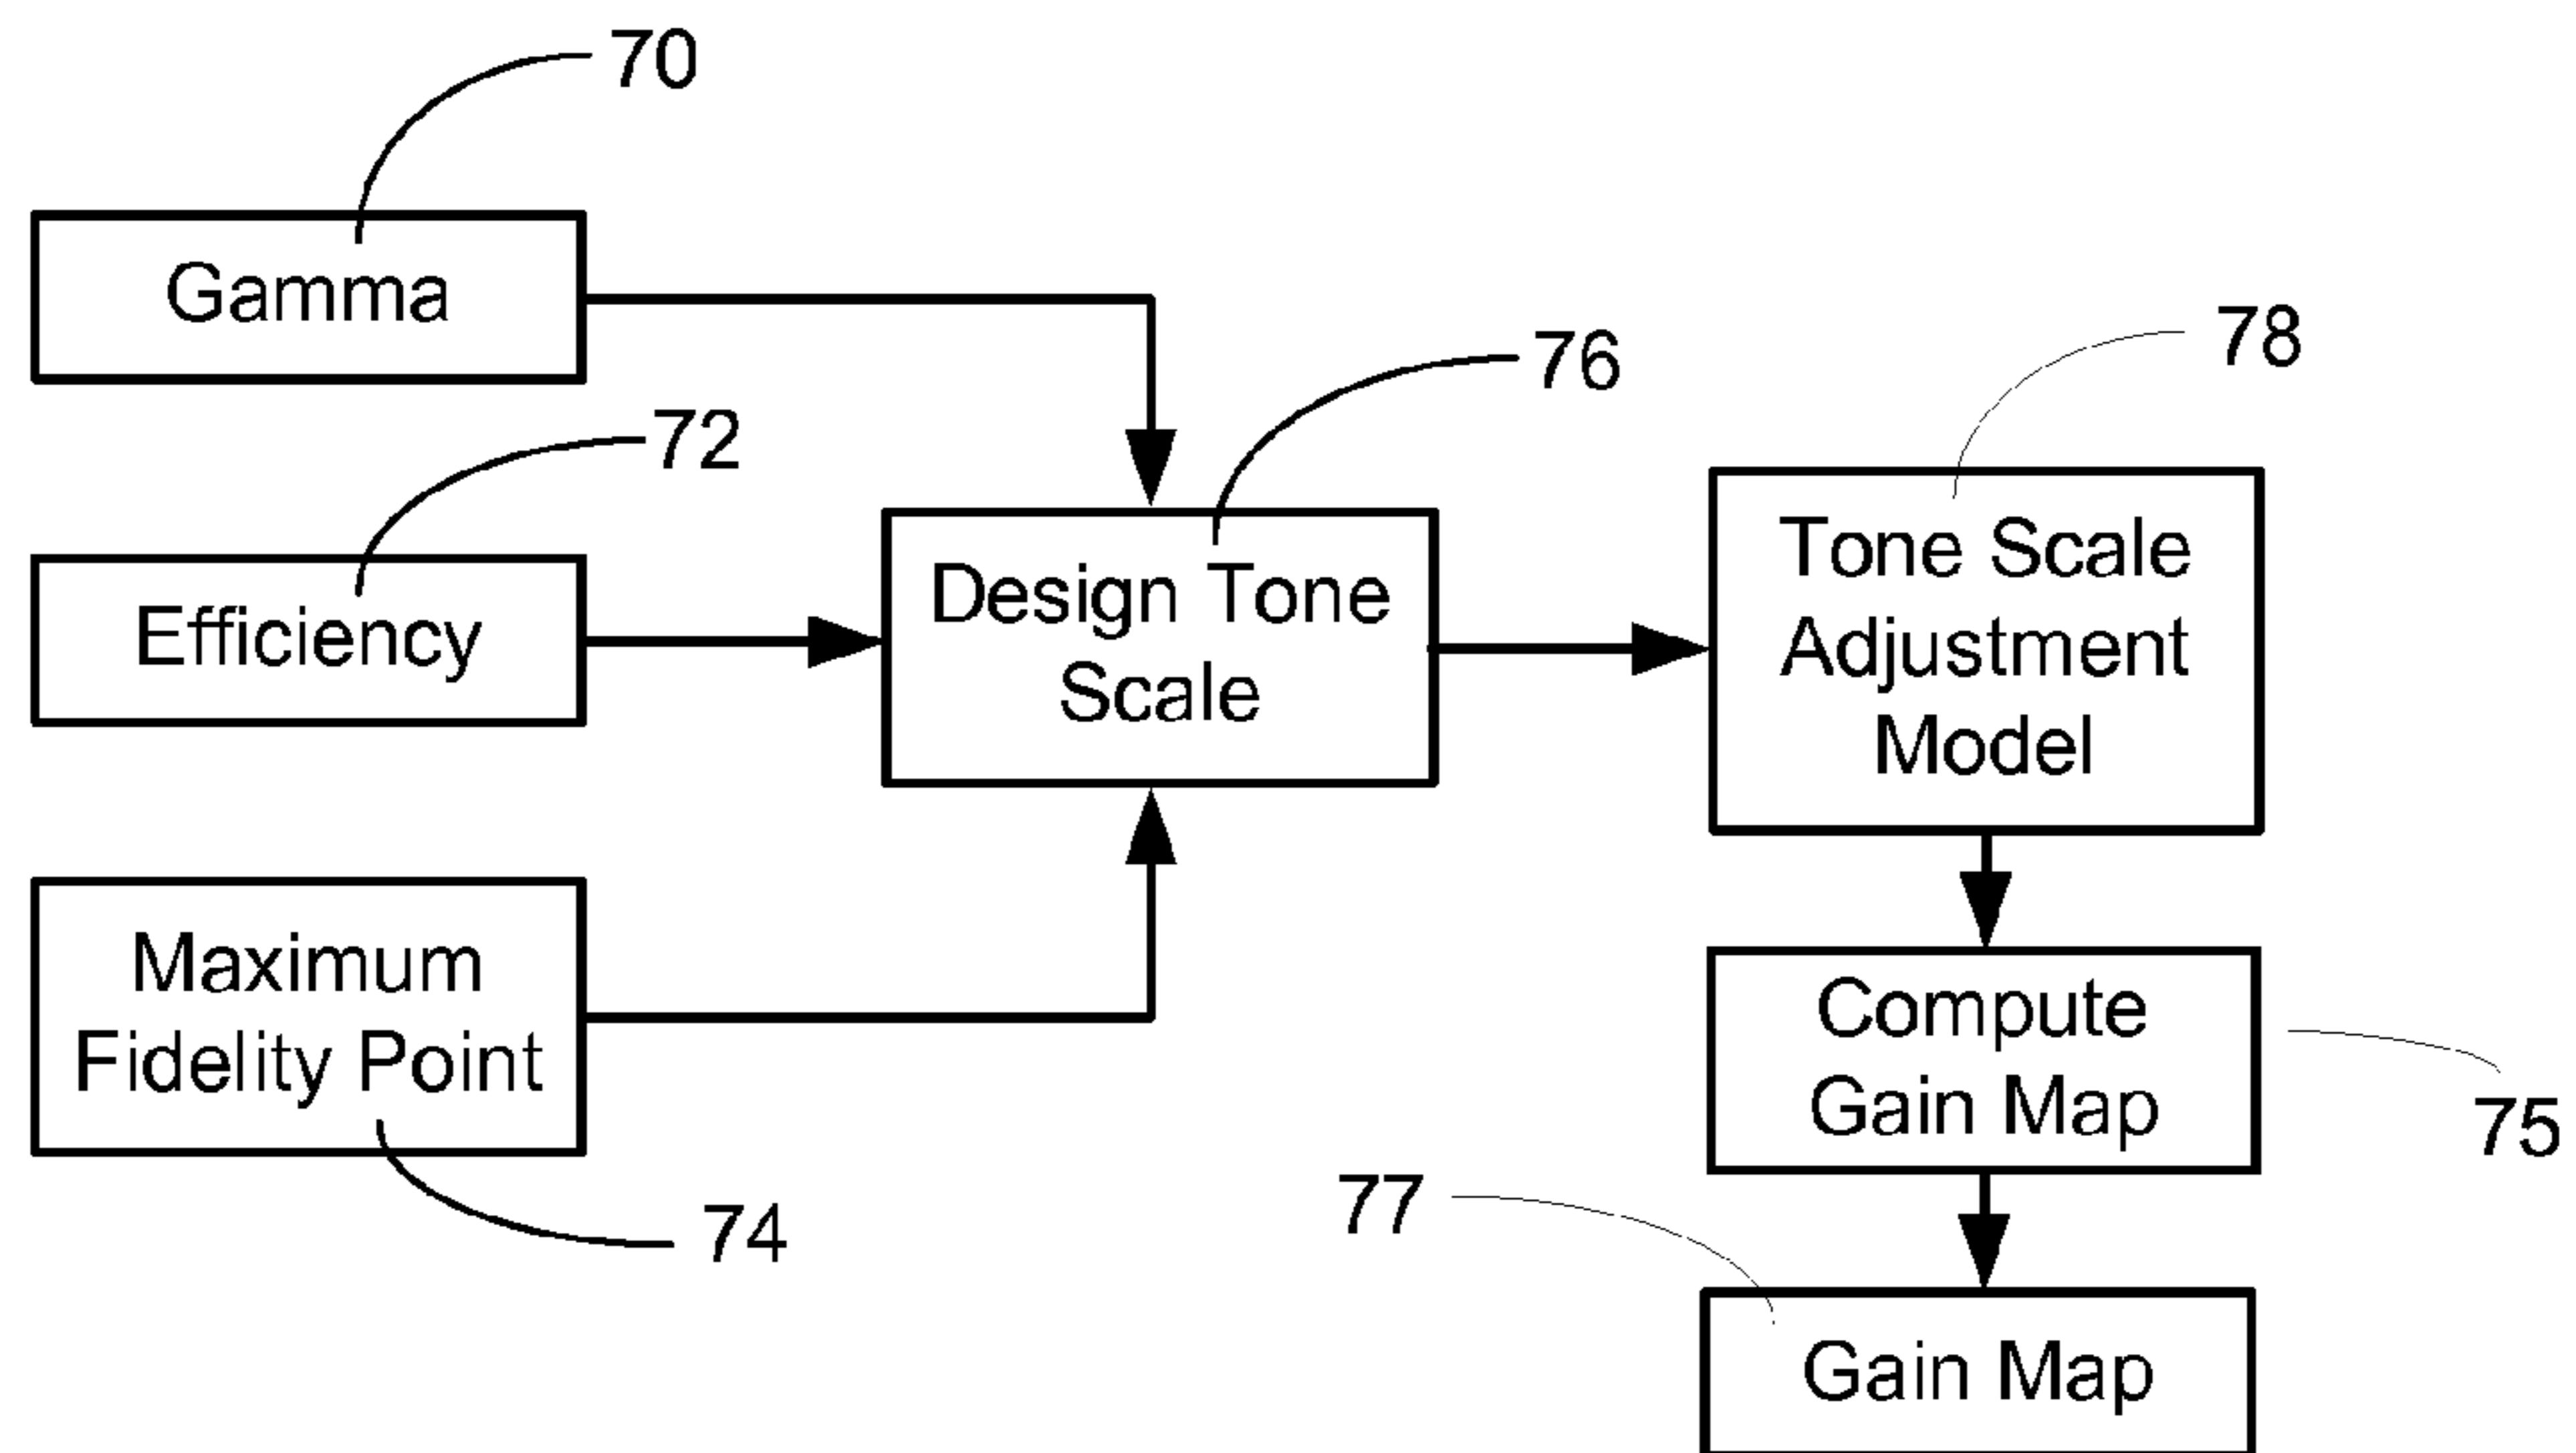 70
Gamma
72
Efficiency
Maximum
Fidelity Point
74
76
Design Tone
Scale
78
Tone Scale
Adjustment
Model
Compute
Gain Map
75
77
Gain Map